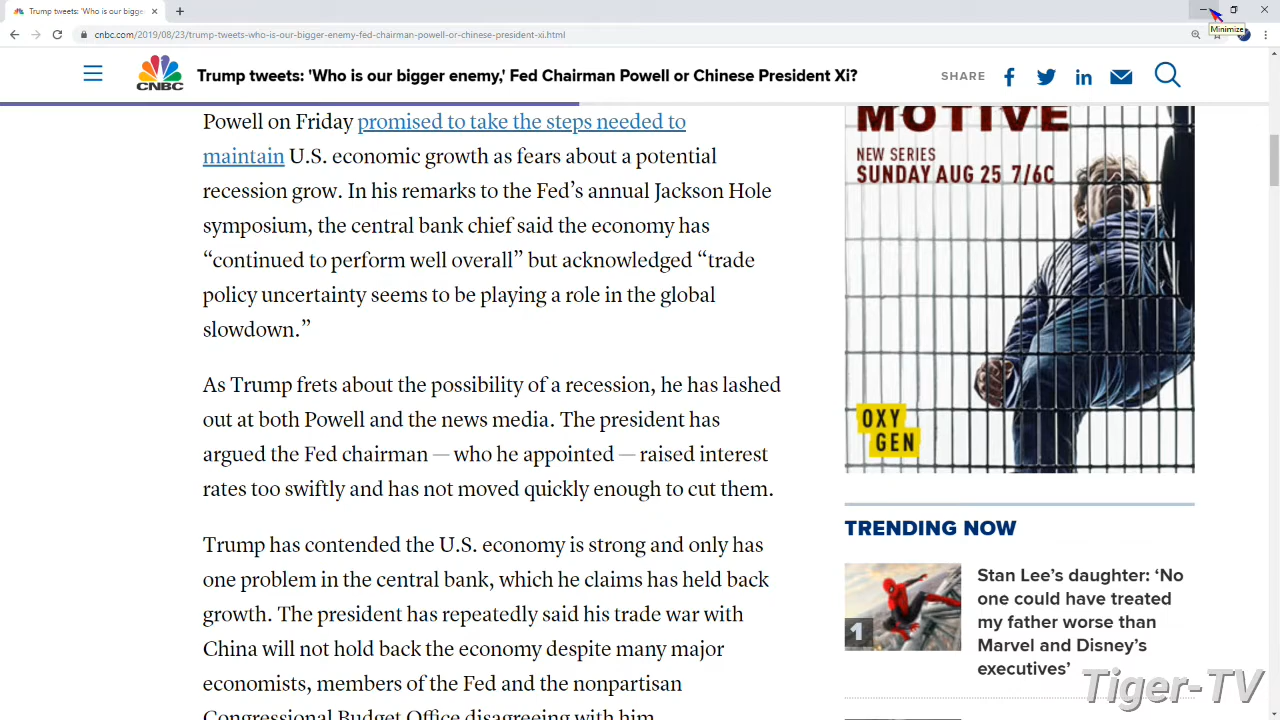 Trump tweets: 'Who is our bigge
Minimize
cnbc.com/2019/08/23/trump-tweets-who-is-our-bigger-enemy-fed-chairman-powell-or-chinese-president-xi.html
CNBC
Trump tweets: 'Who is our bigger enemy,' Fed Chairman Powell or Chinese President Xi?
SHARE
Powell on Friday promised to take the steps needed to
maintain U.S. economic growth as fears about a potential
recession grow. In his remarks to the Fed’s annual Jackson Hole
symposium, the central bank chief said the economy has
“continued to perform well overall” but acknowledged “trade
policy uncertainty seems to be playing a role in the global
slowdown.”
As Trump frets about the possibility of a recession, he has lashed
out at both Powell and the news media. The president has
argued the Fed chairman — who he appointed — raised interest
rates too swiftly and has not moved quickly enough to cut them.
Trump has contended the U.S. economy is strong and only has
one problem in the central bank, which he claims has held back
growth. The president has repeatedly said his trade war with
China will not hold back the economy despite many major
economists, members of the Fed and the nonpartisan
Congressional Budget Office disagreeing with him.
MOTIVE
NEW SERIES
SUNDAY AUG 25 7/6C
OXY
GEN
TRENDING NOW
1
Stan Lee’s daughter: ‘No
one could have treated
my father worse than
Marvel and Disney’s
executives’
Tiger-TV